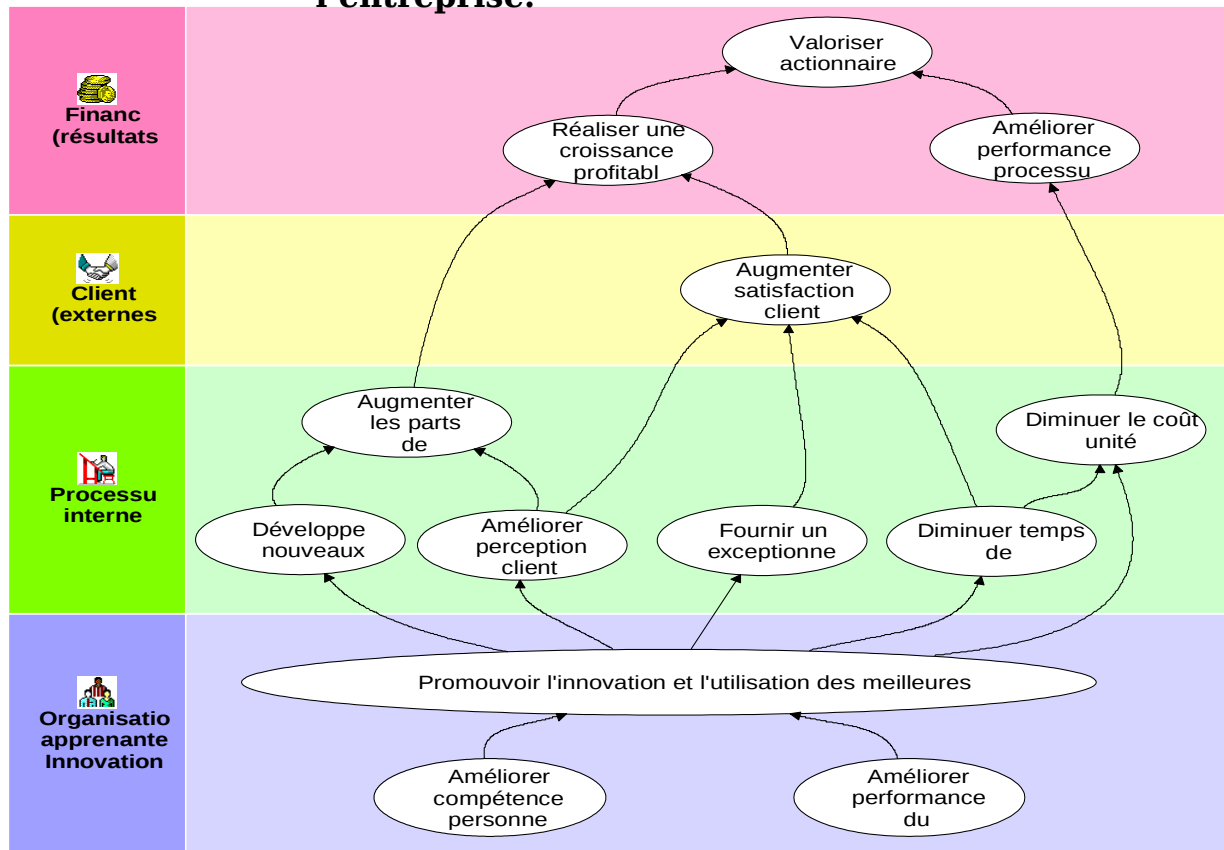 l'entreprise.
Valoriser
actionnaire
Financ
(résultats
Réaliser une
croissance
profitabl
Améliorer
performance
processu
Client
(externes
Augmenter
satisfaction
client
Augmenter
les parts
de
Diminuer le coût
unité
Processu
interne
Développe
nouveaux
Améliorer
perception
client
Fournir un
exceptionne
Diminuer temps
de
Promouvoir l'innovation et l'utilisation des meilleures
Organisatio
apprenante
Innovation
Améliorer
compétence
personne
Améliorer
performance
du